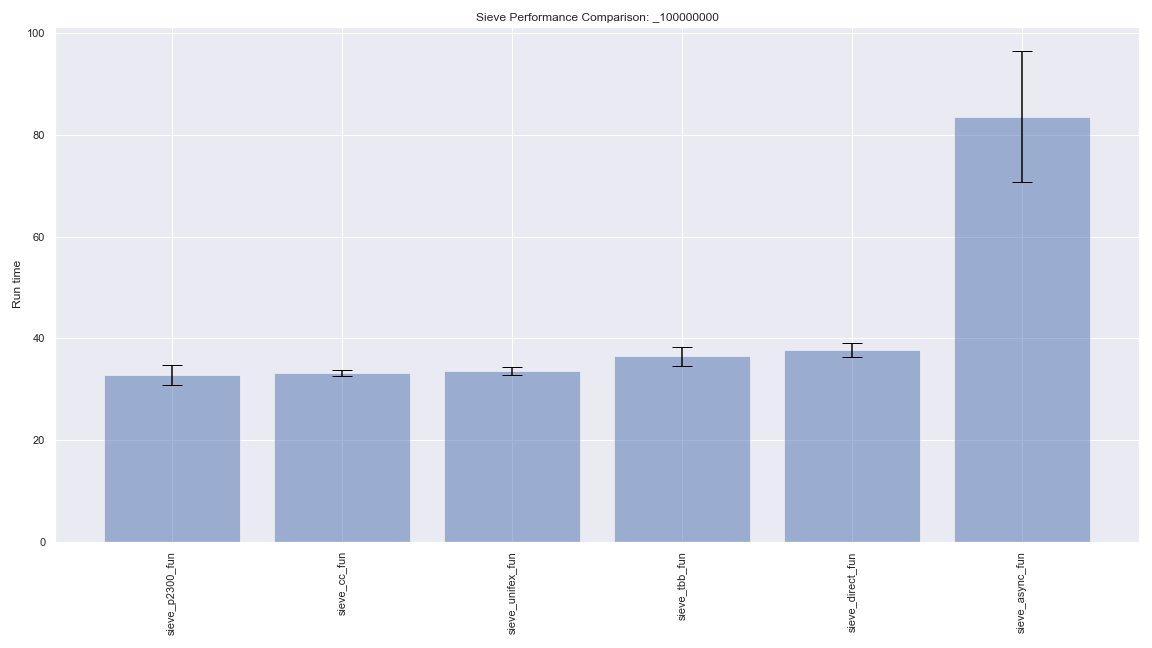 Sieve Performance Comparison: _100000000
Run time
100
80
60
40
20
0
sieve_p2300_fun
sieve_cc_fun
sieve_unifex_fun
sieve_tbb_fun
sieve_direct_fun
sieve_async_fun